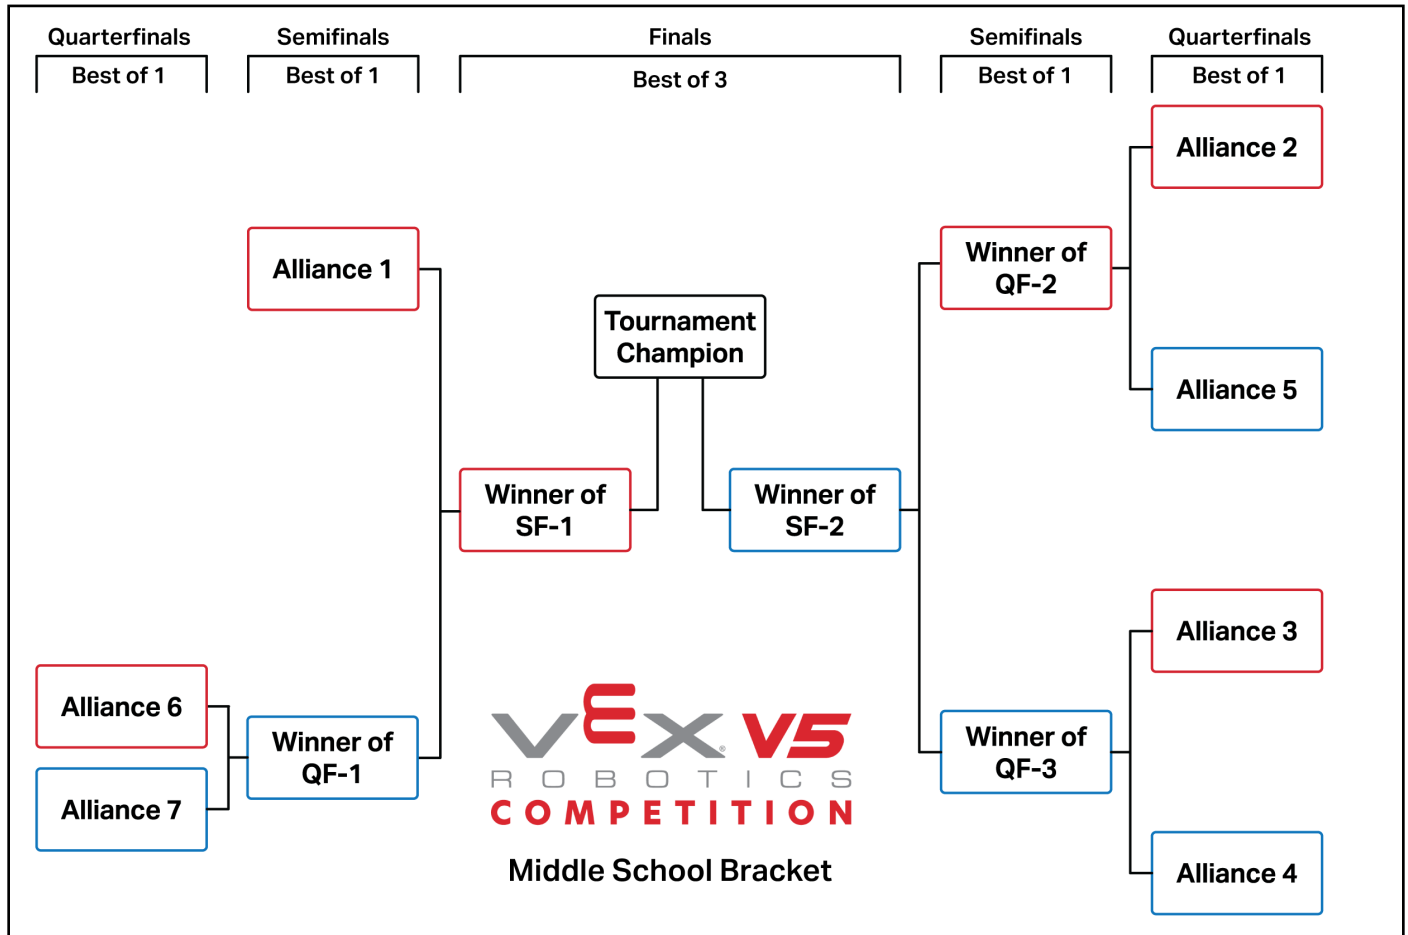 Quarterfinals
Best of 1
Semifinals
Best of 1
Finals
Best of 3
Semifinals
Best of 1
Quarterfinals
Best of 1
Alliance 1
Alliance 6
Alliance 7
Winner of
QF-1
Winner of
SF-1
Tournament
Champion
Winner of
SF-2
Winner of
QF-2
Winner of
QF-3
Alliance 2
Alliance 5
Alliance 3
Alliance 4
VEX® V5
ROBOTICS
COMPETITION
Middle School Bracket